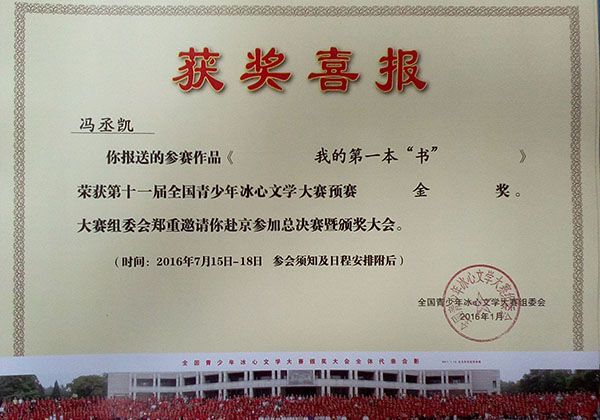 获奖喜报
冯丞凯
你报送的参赛作品《 我的第一本“书” 》
荣获第十一届全国青少年冰心文学大赛预赛 金 奖。
大赛组委会郑重邀请你赴京参加总决赛暨颁奖大会。
（时间：2016年7月15日-18日 参会须知及日程安排附后）
全国青少年冰心文学大赛组委会
2016年1月
全国青少年冰心文学大赛颁奖大会全体代表合影